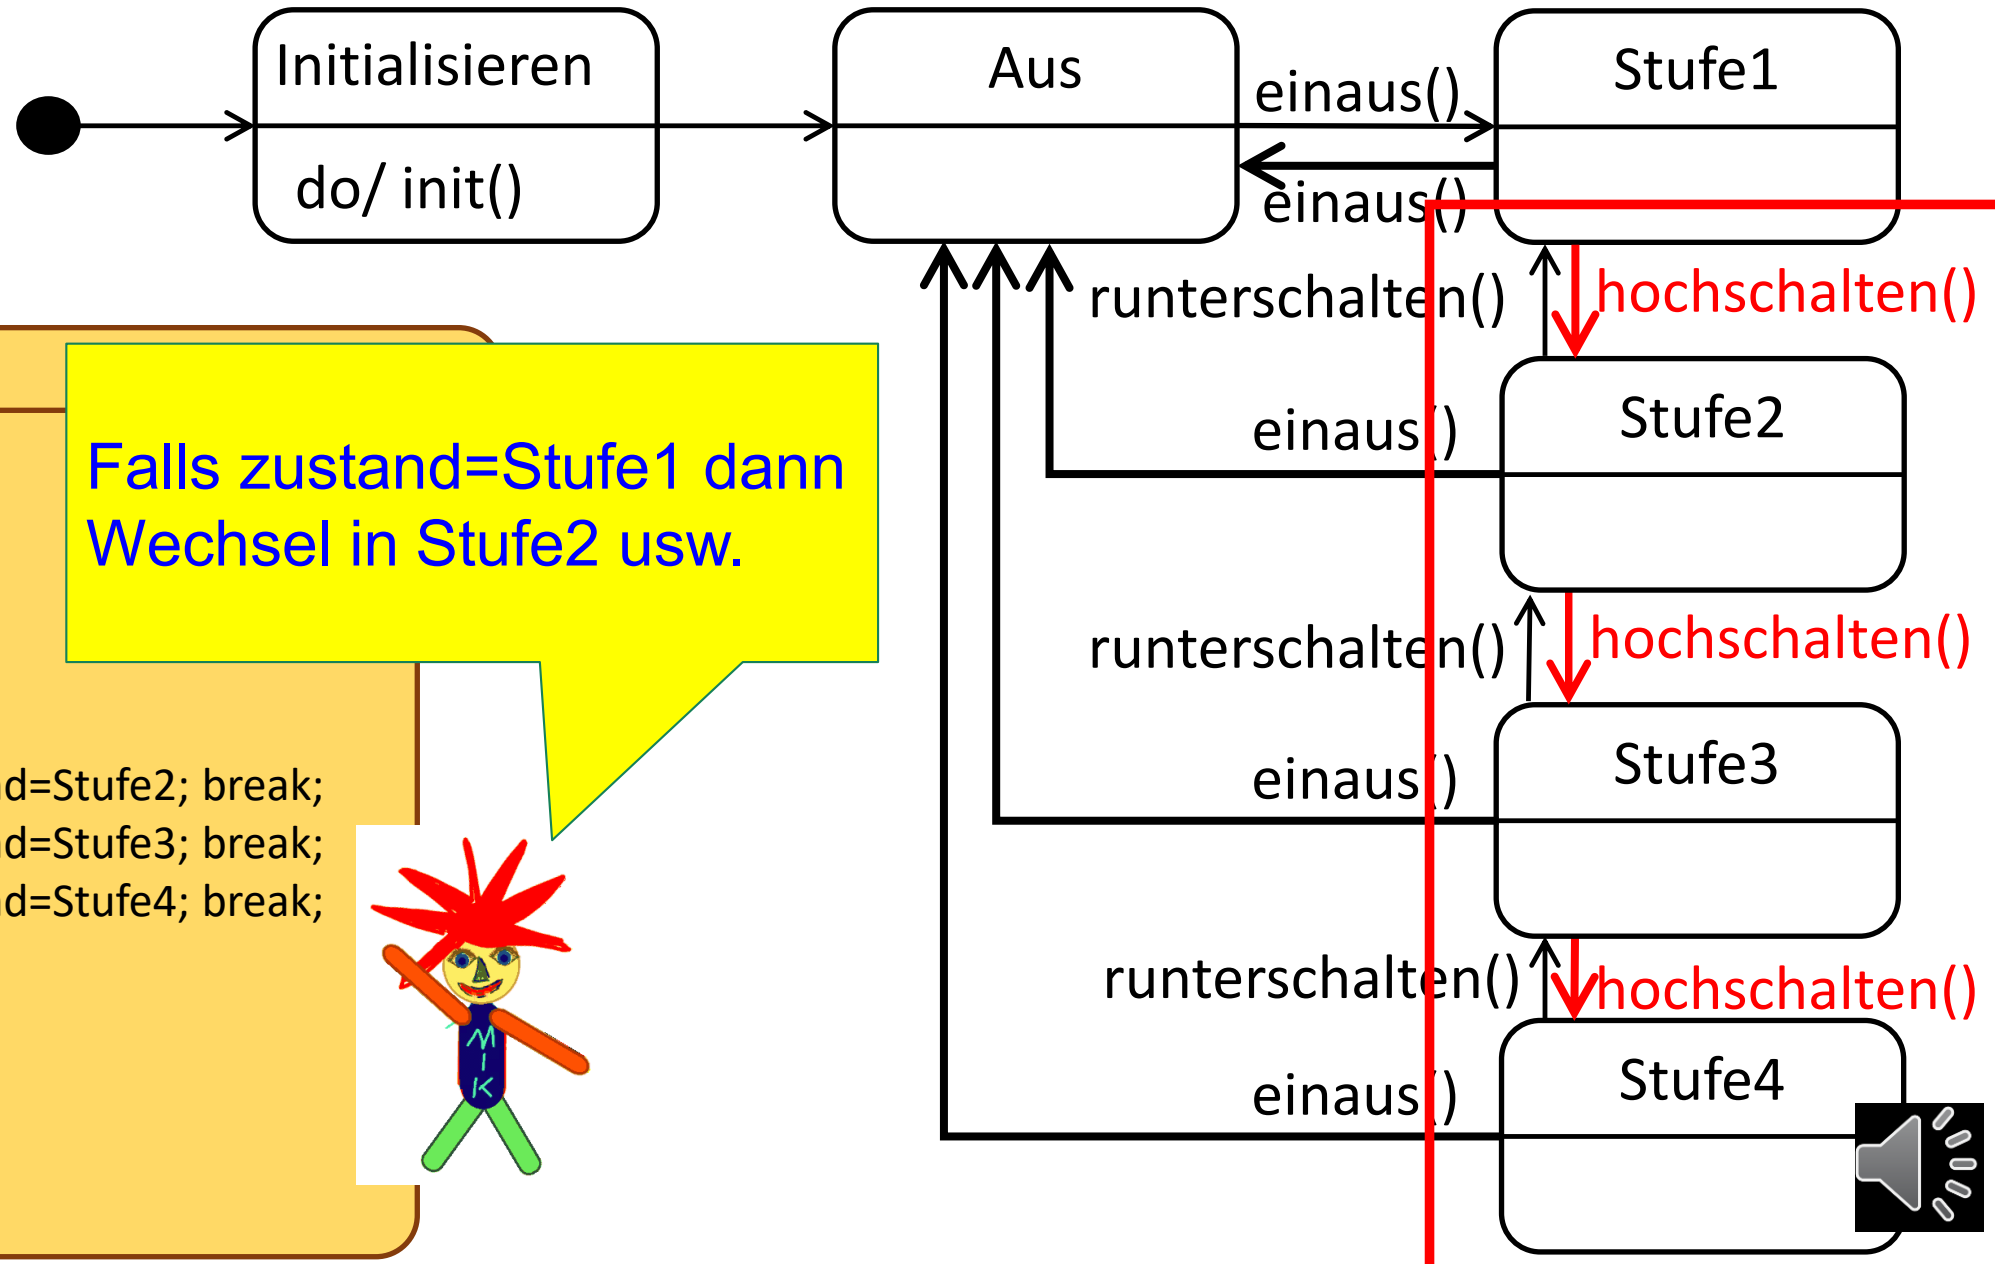 Initialisieren
do/ init()
Aus
einaus()
einaus()
Stufe1
runterschalten()
hochschalten()
einaus()
Stufe2
runterschalten()
hochschalten()
einaus()
Stufe3
runterschalten()
hochschalten()
einaus()
Stufe4
Falls zustand=Stufe1 dann
Wechsel in Stufe2 usw.
d=Stufe2; break;
d=Stufe3; break;
d=Stufe4; break;
MIK